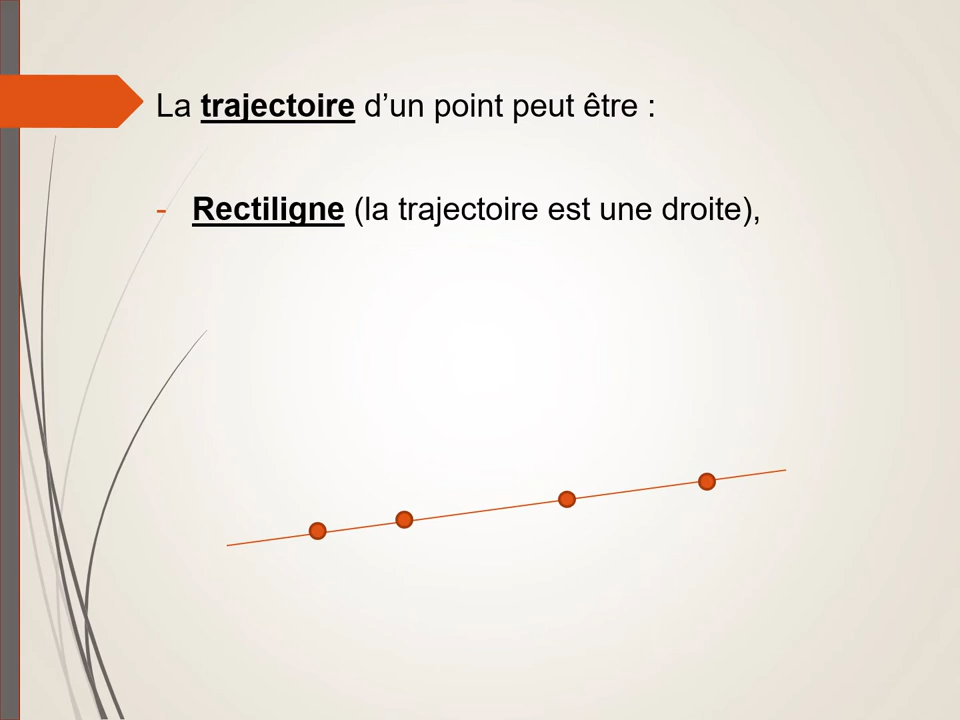 La trajectoire d’un point peut être :
- Rectiligne (la trajectoire est une droite),